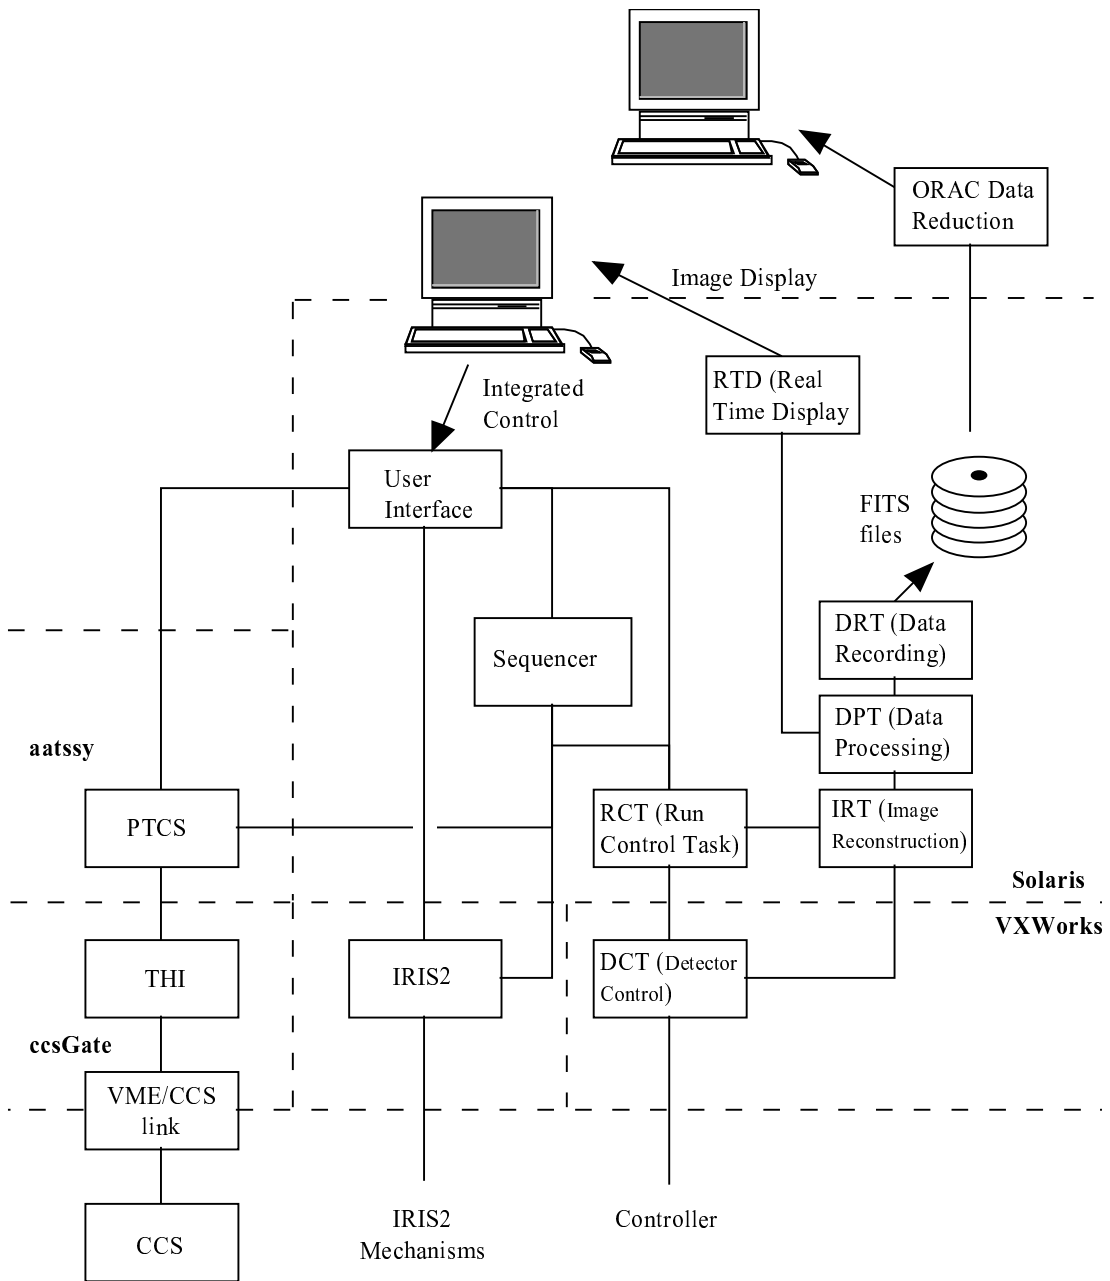 ORAC Data
Reduction
Image Display
RTD (Real
Time Display
Integrated
Control
User
Interface
FITS
files
DRT (Data
Recording)
Sequencer
DPT (Data
Processing)
aatssy
PTCS
RCT (Run
Control Task)
IRT (Image
Reconstruction)
Solaris
VXWorks
THI
IRIS2
DCT (Detector
Control)
ccsGate
VME/CCS
link
CCS
IRIS2
Mechanisms
Controller